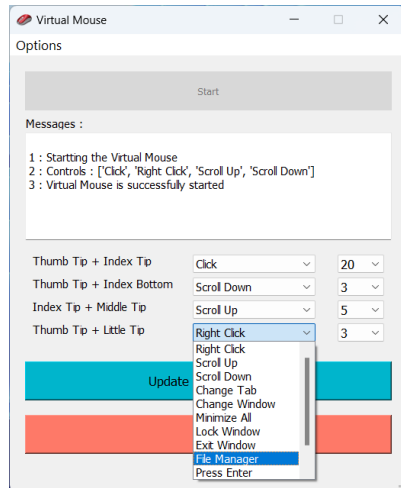 Virtual Mouse
Options
Start
Messages :
1 : Startting the Virtual Mouse
2 : Controls : ['Click', 'Right Click', 'Scroll Up', 'Scroll Down']
3 : Virtual Mouse is successfully started
Thumb Tip + Index Tip Click 20
Thumb Tip + Index Bottom Scroll Down 3
Index Tip + Middle Tip Scroll Up 5
Thumb Tip + Little Tip Right Click 3
Right Click
Scroll Up
Scroll Down
Change Tab
Change Window
Minimize All
Lock Window
Exit Window
File Manager
Press Enter
Update